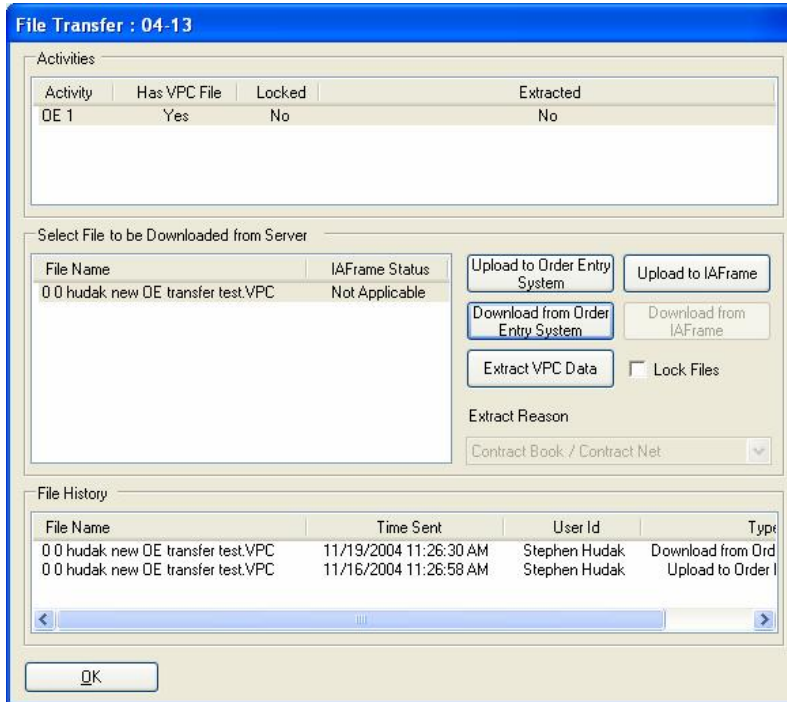 File Transfer : 04-13
Activities
Activity Has VPC File Locked Extracted
OE 1 Yes No No
Select File to be Downloaded from Server
File Name IAFrame Status
0 0 hudak new OE transfer test.VPC Not Applicable
Upload to Order Entry
System
Upload to IAFrame
Download from Order
Entry System
Download from
IAFrame
Extract VPC Data
Lock Files
Extract Reason
Contract Book / Contract Net
File History
File Name Time Sent User Id Type
0 0 hudak new OE transfer test.VPC 11/19/2004 11:26:30 AM Stephen Hudak Download from Ord
0 0 hudak new OE transfer test.VPC 11/16/2004 11:26:58 AM Stephen Hudak Upload to Order
OK